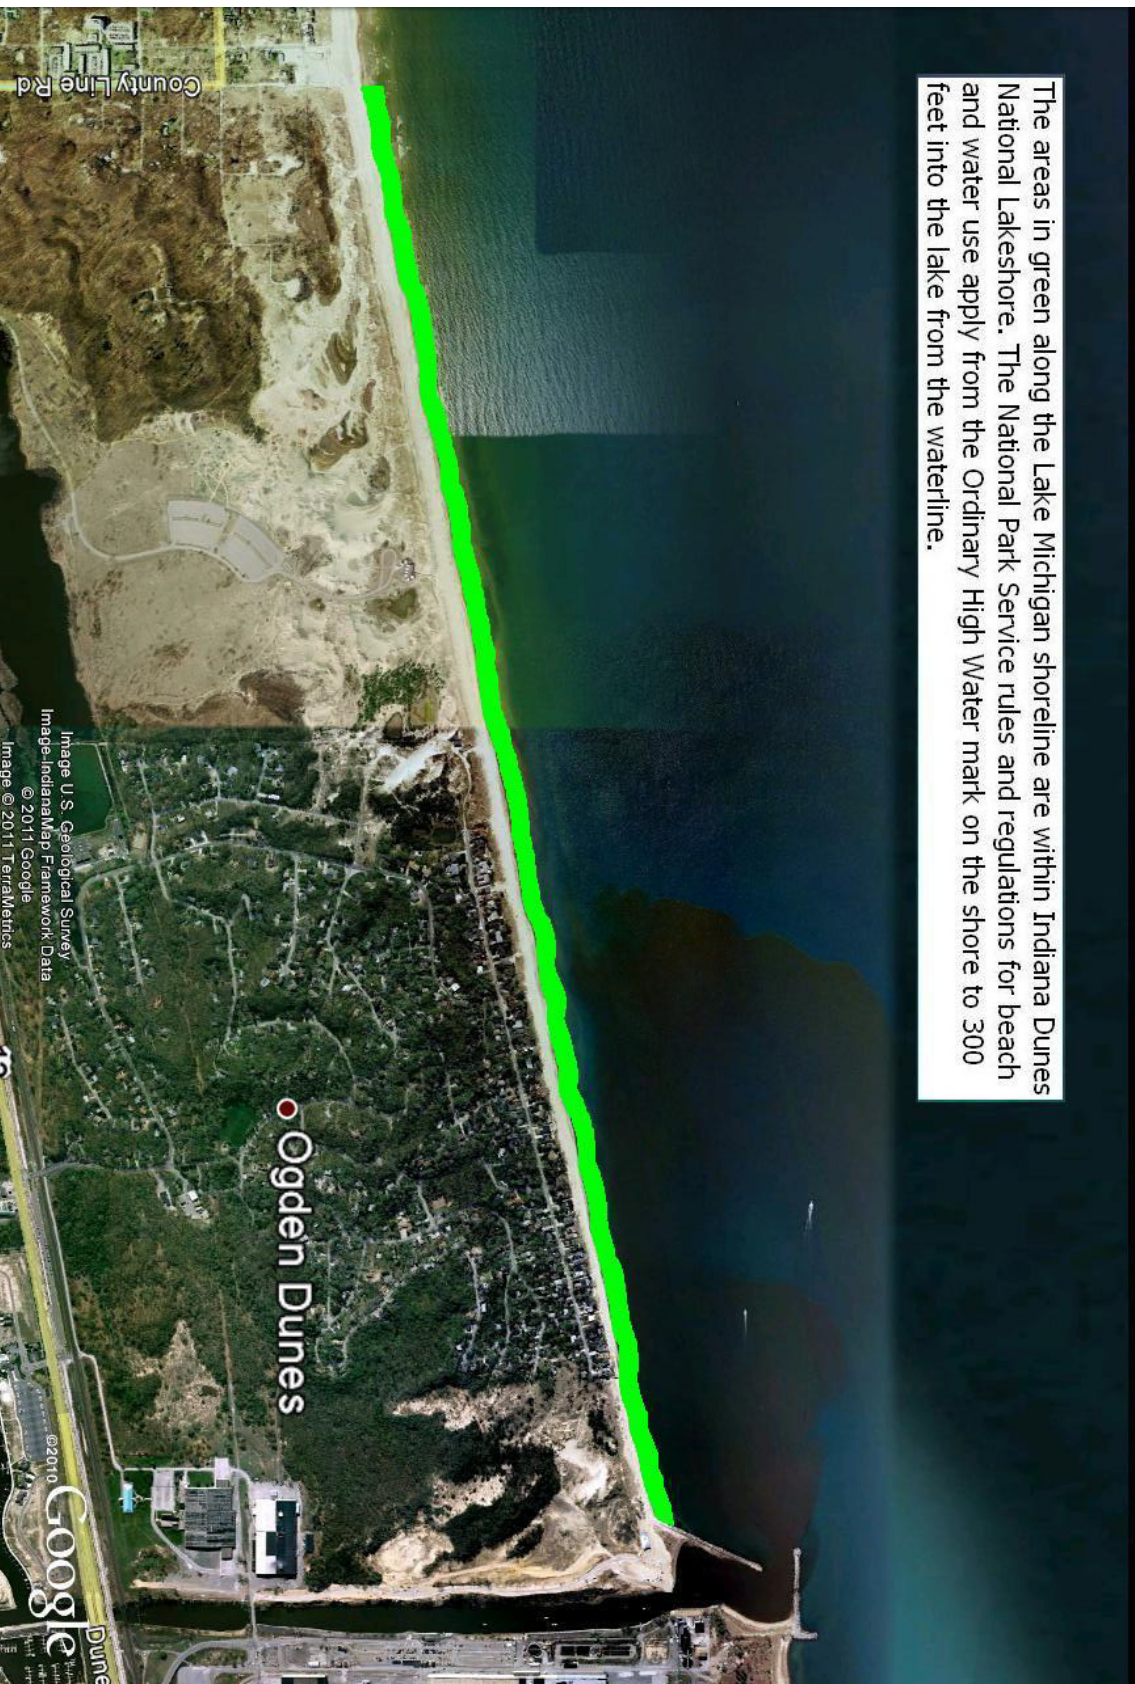 The areas in green along the Lake Michigan shoreline are within Indiana Dunes
National Lakeshore. The National Park Service rules and regulations for beach
and water use apply from the Ordinary High Water mark on the shore to 300
feet into the lake from the waterline.
County Line Rd
Ogden Dunes
Image U.S. Geological Survey
Image-IndianaMap Framework Data
© 2011 Google
Image © 2011 TerraMetrics
©2010 Google
Dune